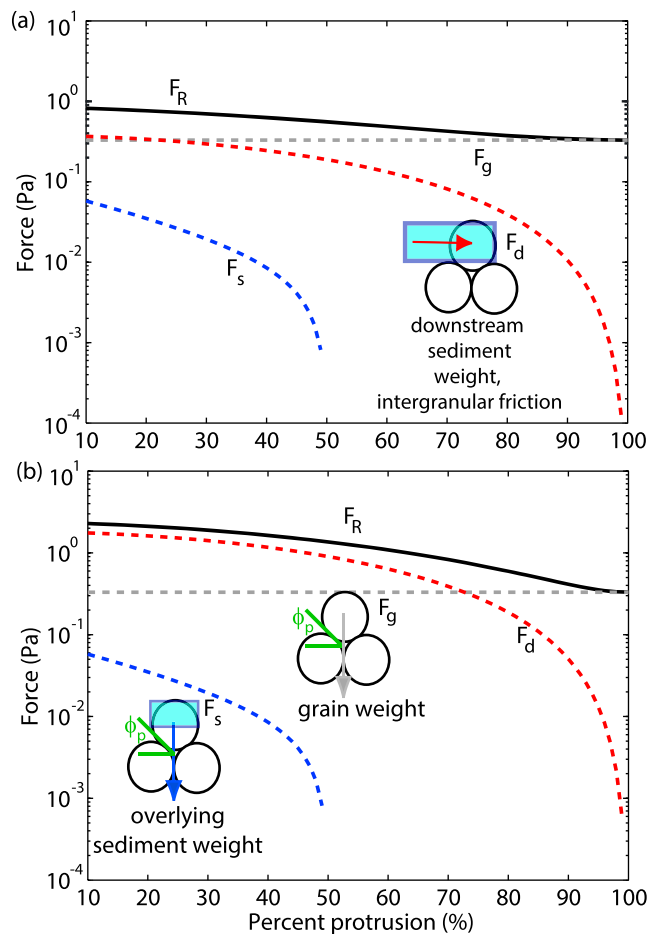 (a)
10^1
10^0
10^-1
10^-2
10^-3
10^-4
Force (Pa)
F_R
F_g
F_s
F_d
downstream
sediment
weight,
intergranular friction
10 20 30 40 50 60 70 80 90 100
(b)
10^1
10^0
10^-1
10^-2
10^-3
10^-4
Force (Pa)
F_R
F_g
F_d
ϕ_p
grain weight
F_s
ϕ_p
overlying
sediment weight
10 20 30 40 50 60 70 80 90 100
Percent protrusion (%)